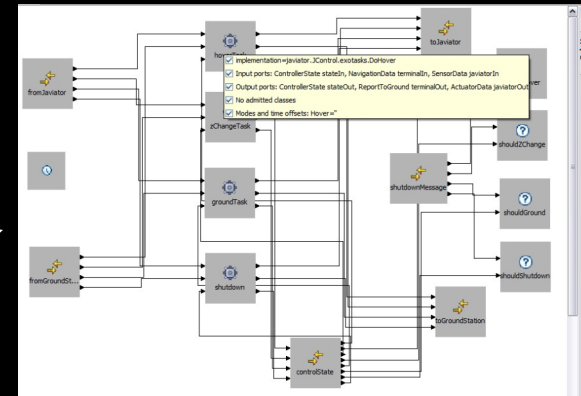 toJaviator
hoverTask
implementation=javiator.JControl.exotasks.DoHover
Input ports: ControllerState stateIn, NavigationData terminalIn, SensorData javiatorIn
Output ports: ControllerState stateOut, ReportToGround terminalOut, ActuatorData javiatorOut
No admitted classes
Modes and time offsets: Hover=''
fromJaviator
zChangeTask
shouldZChange
shutdownMessage
groundTask
shouldGround
fromGroundSt...
shutdown
shouldShutdown
toGroundStation
controlState